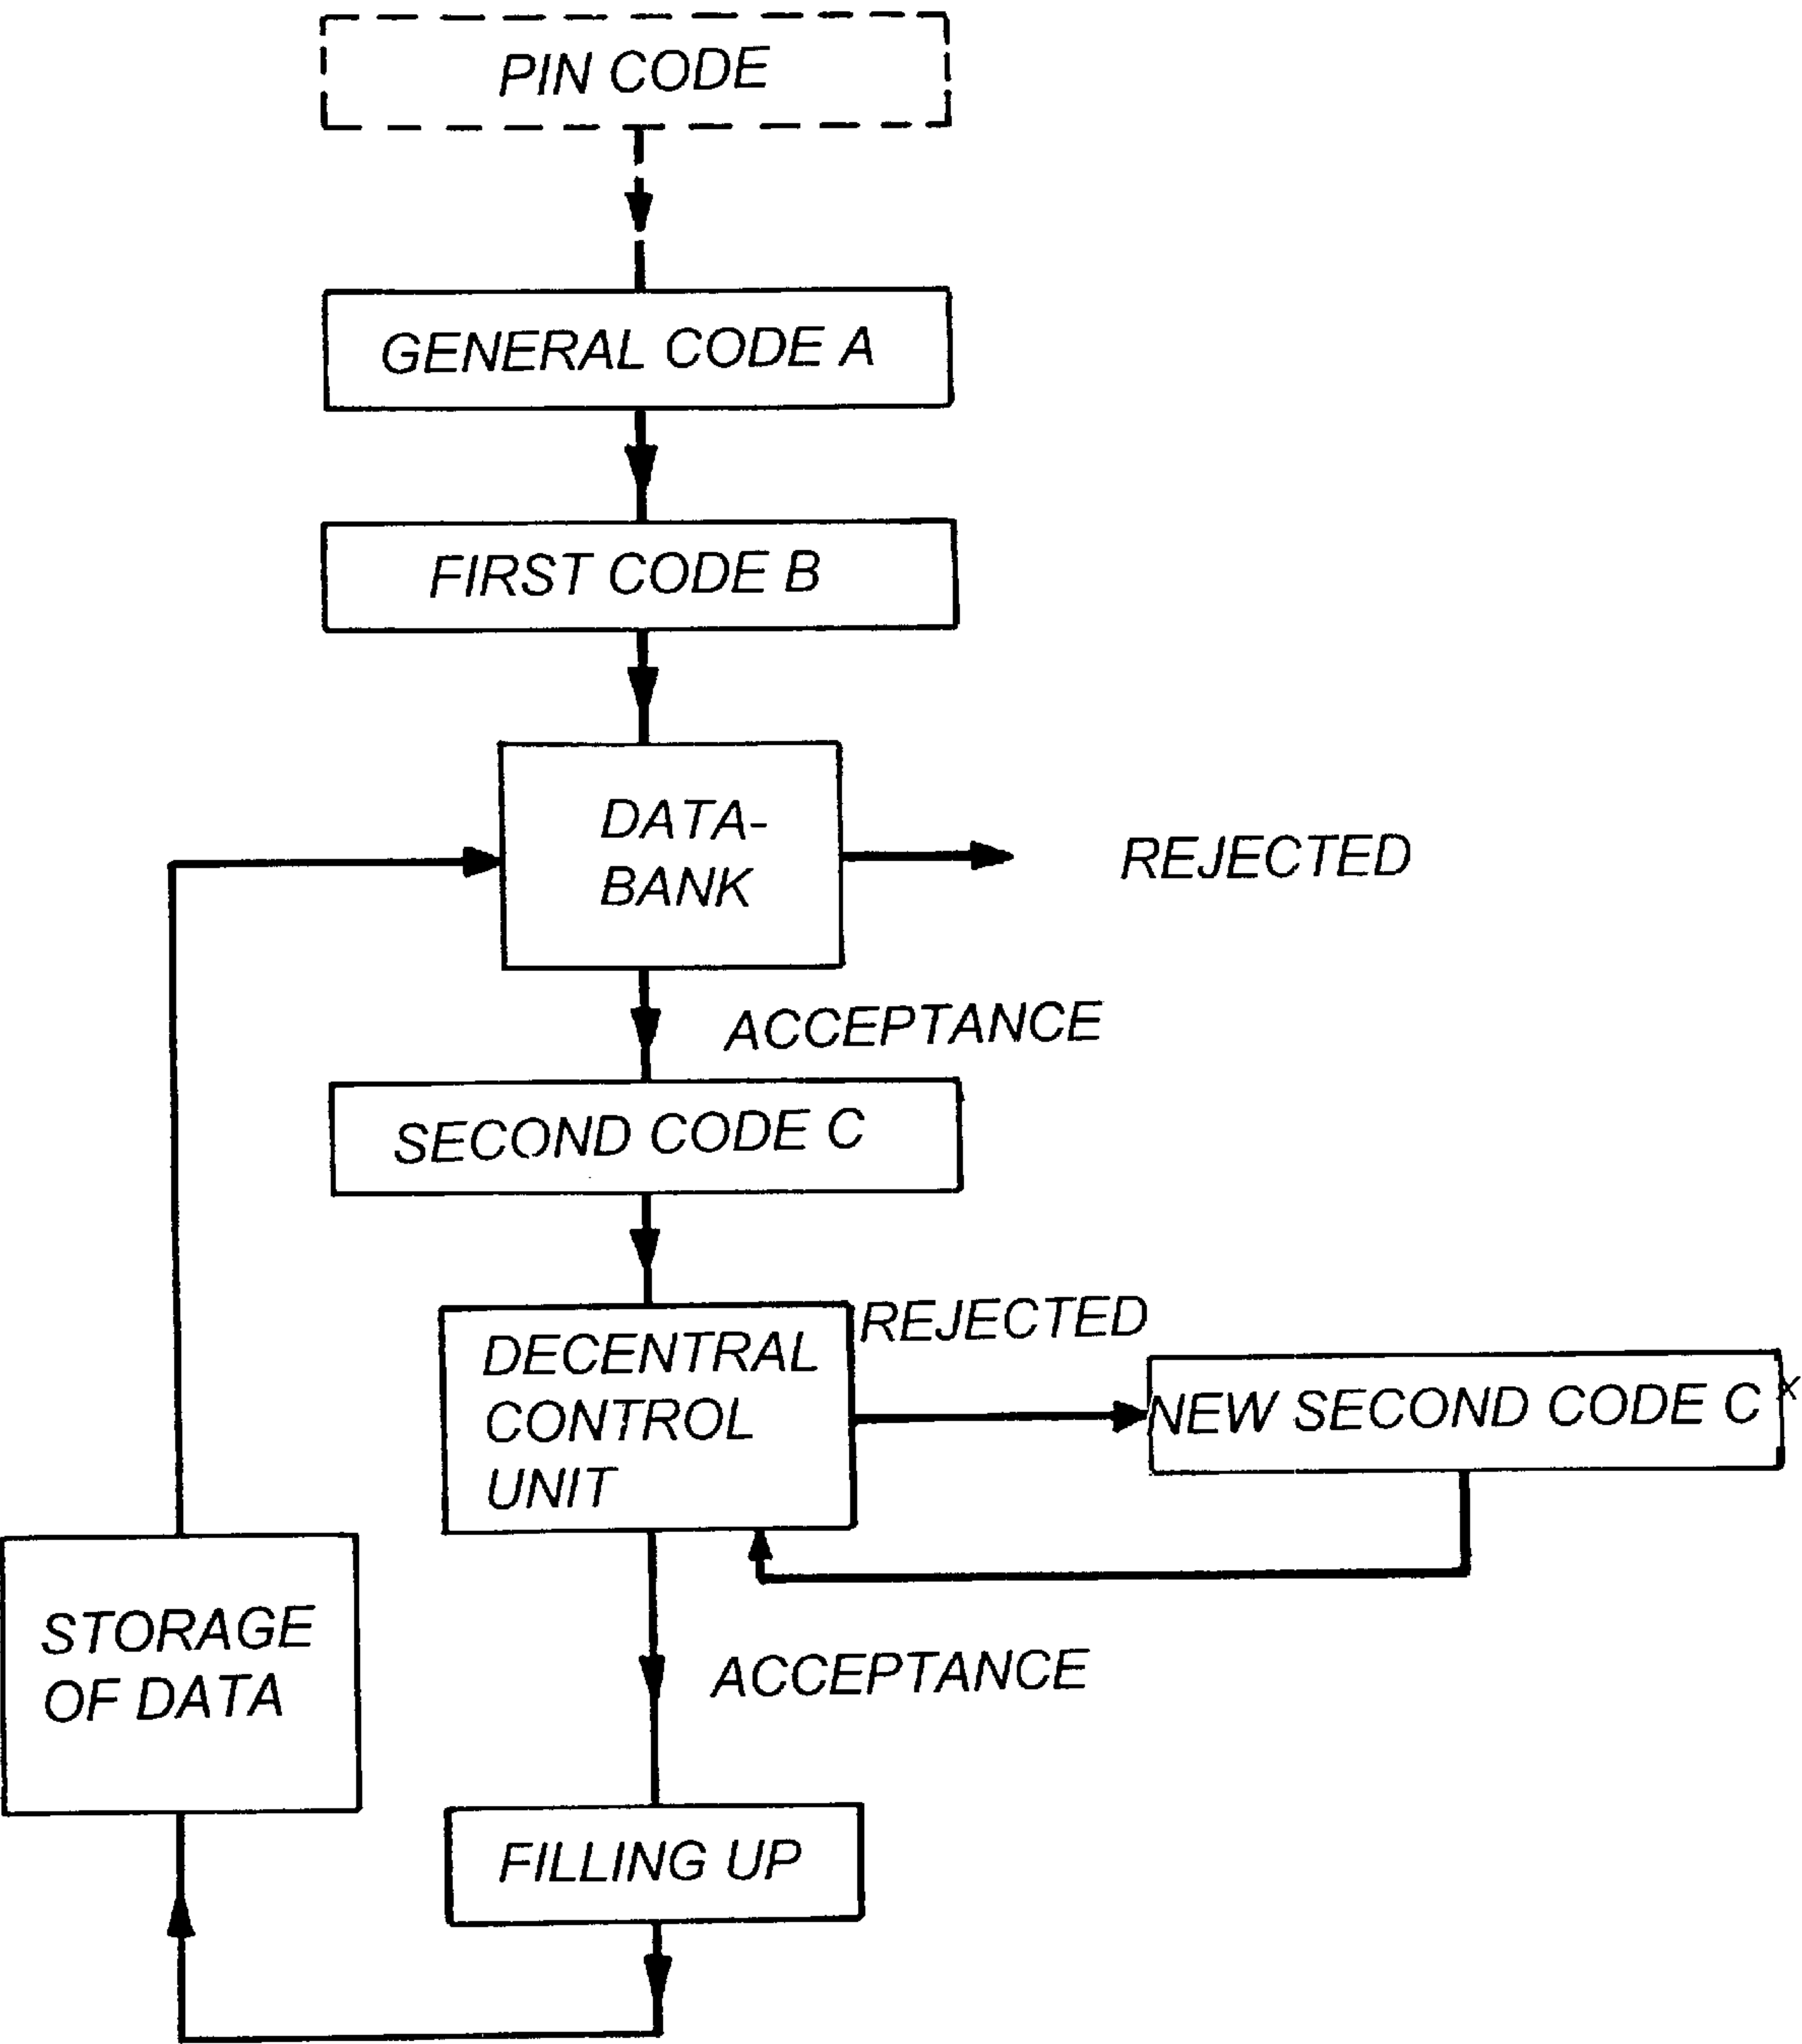 PIN CODE
GENERAL CODE A
FIRST CODE B
DATA-
BANK
REJECTED
ACCEPTANCE
SECOND CODE C
DECENTRAL
CONTROL
UNIT
REJECTED
NEW SECOND CODE C x
STORAGE
OF DATA
ACCEPTANCE
FILLING UP